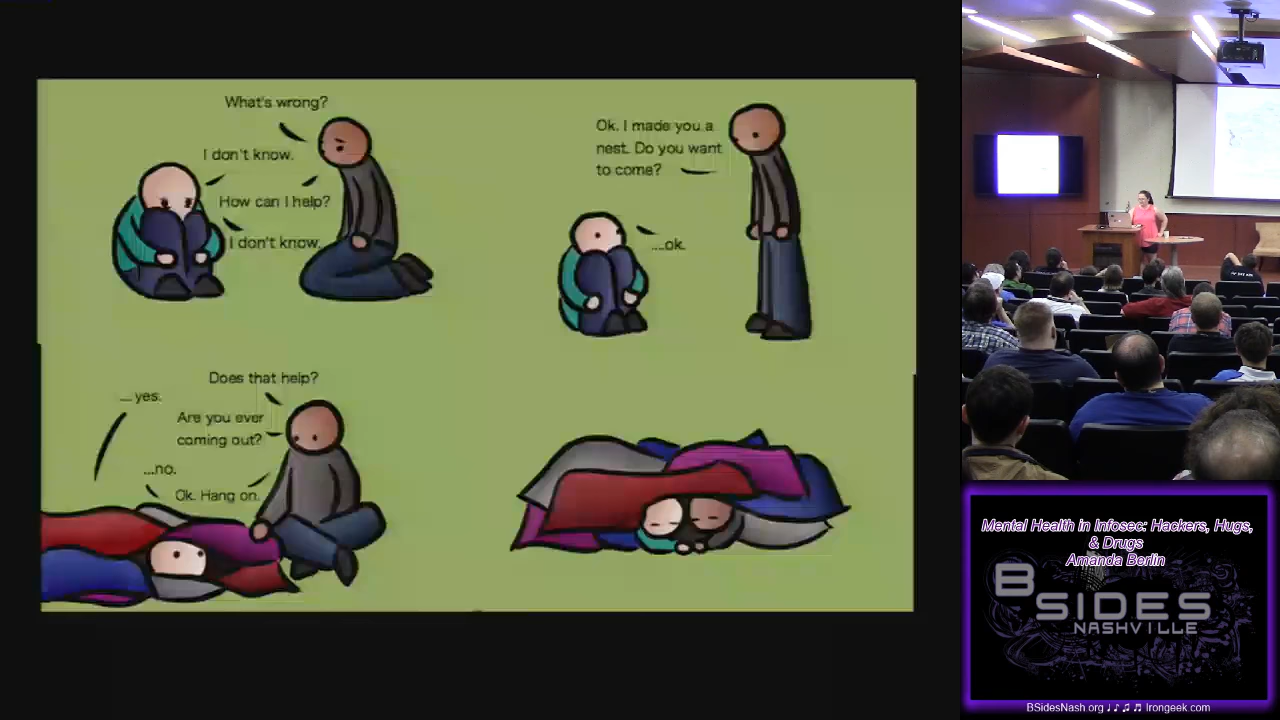 What's wrong?
I don't know.
How can I help?
I don't know.
Ok. I made you a
nest. Do you want
to come?
....ok.
Does that help?
... yes.
Are you ever
coming out?
...no.
Ok. Hang on.
Mental Health in Infosec: Hackers, Hugs,
& Drugs
Amanda Berlin
BSIDES
NASHVILLE
BSidesNash.org ♩ ♪ ♫ ♬ Irongeek.com